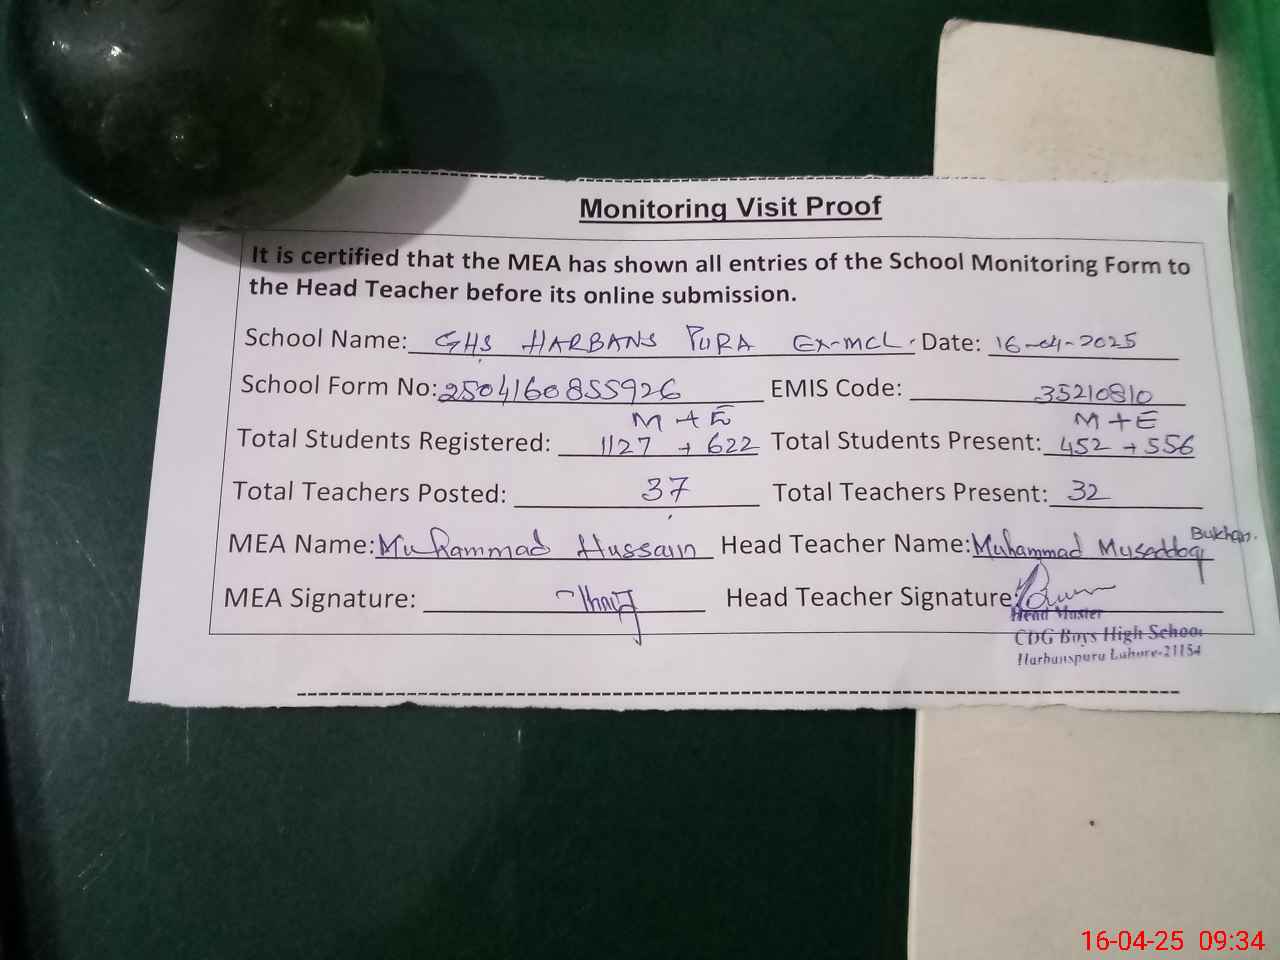 Monitoring Visit Proof
It is certified that the MEA has shown all entries of the School Monitoring Form to
the Head Teacher before its online submission.
School Name: GHS HARBANS PURA EX-MCL. Date: 16-04-2025
School Form No: 2504160855926 EMIS Code: 35210810
M + E M + E
Total Students Registered: 1127 + 622 Total Students Present: 452 + 556
Total Teachers Posted: 37 Total Teachers Present: 32
MEA Name: Muhammad Hussain Head Teacher Name: Muhammad Musaddaq Bukhari
MEA Signature: Head Teacher Signature:
Head Master
CDG Boys High School
Harbanspura Lahore-21154
16-04-25 09:34